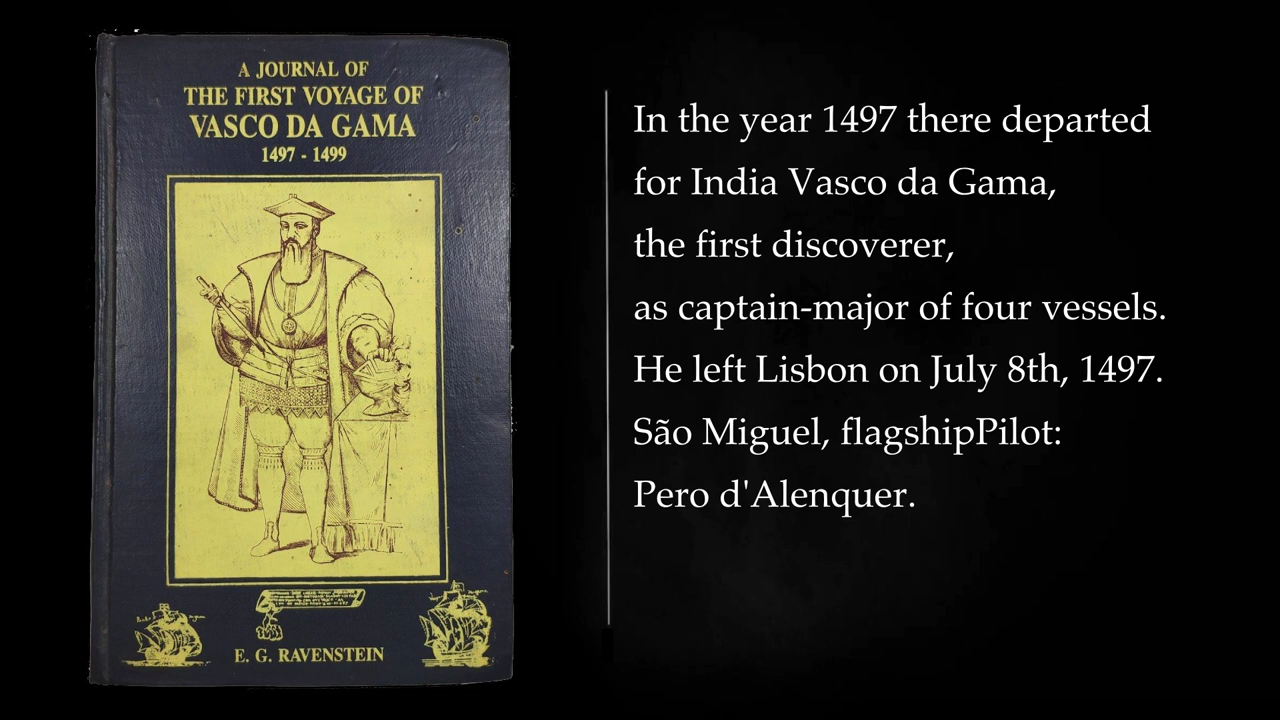 A JOURNAL OF
THE FIRST VOYAGE OF
VASCO DA GAMA
1497 - 1499
E. G. RAVENSTEIN
In the year 1497 there departed
for India Vasco da Gama,
the first discoverer,
as captain-major of four vessels.
He left Lisbon on July 8th, 1497.
São Miguel, flagshipPilot:
Pero d'Alenquer.